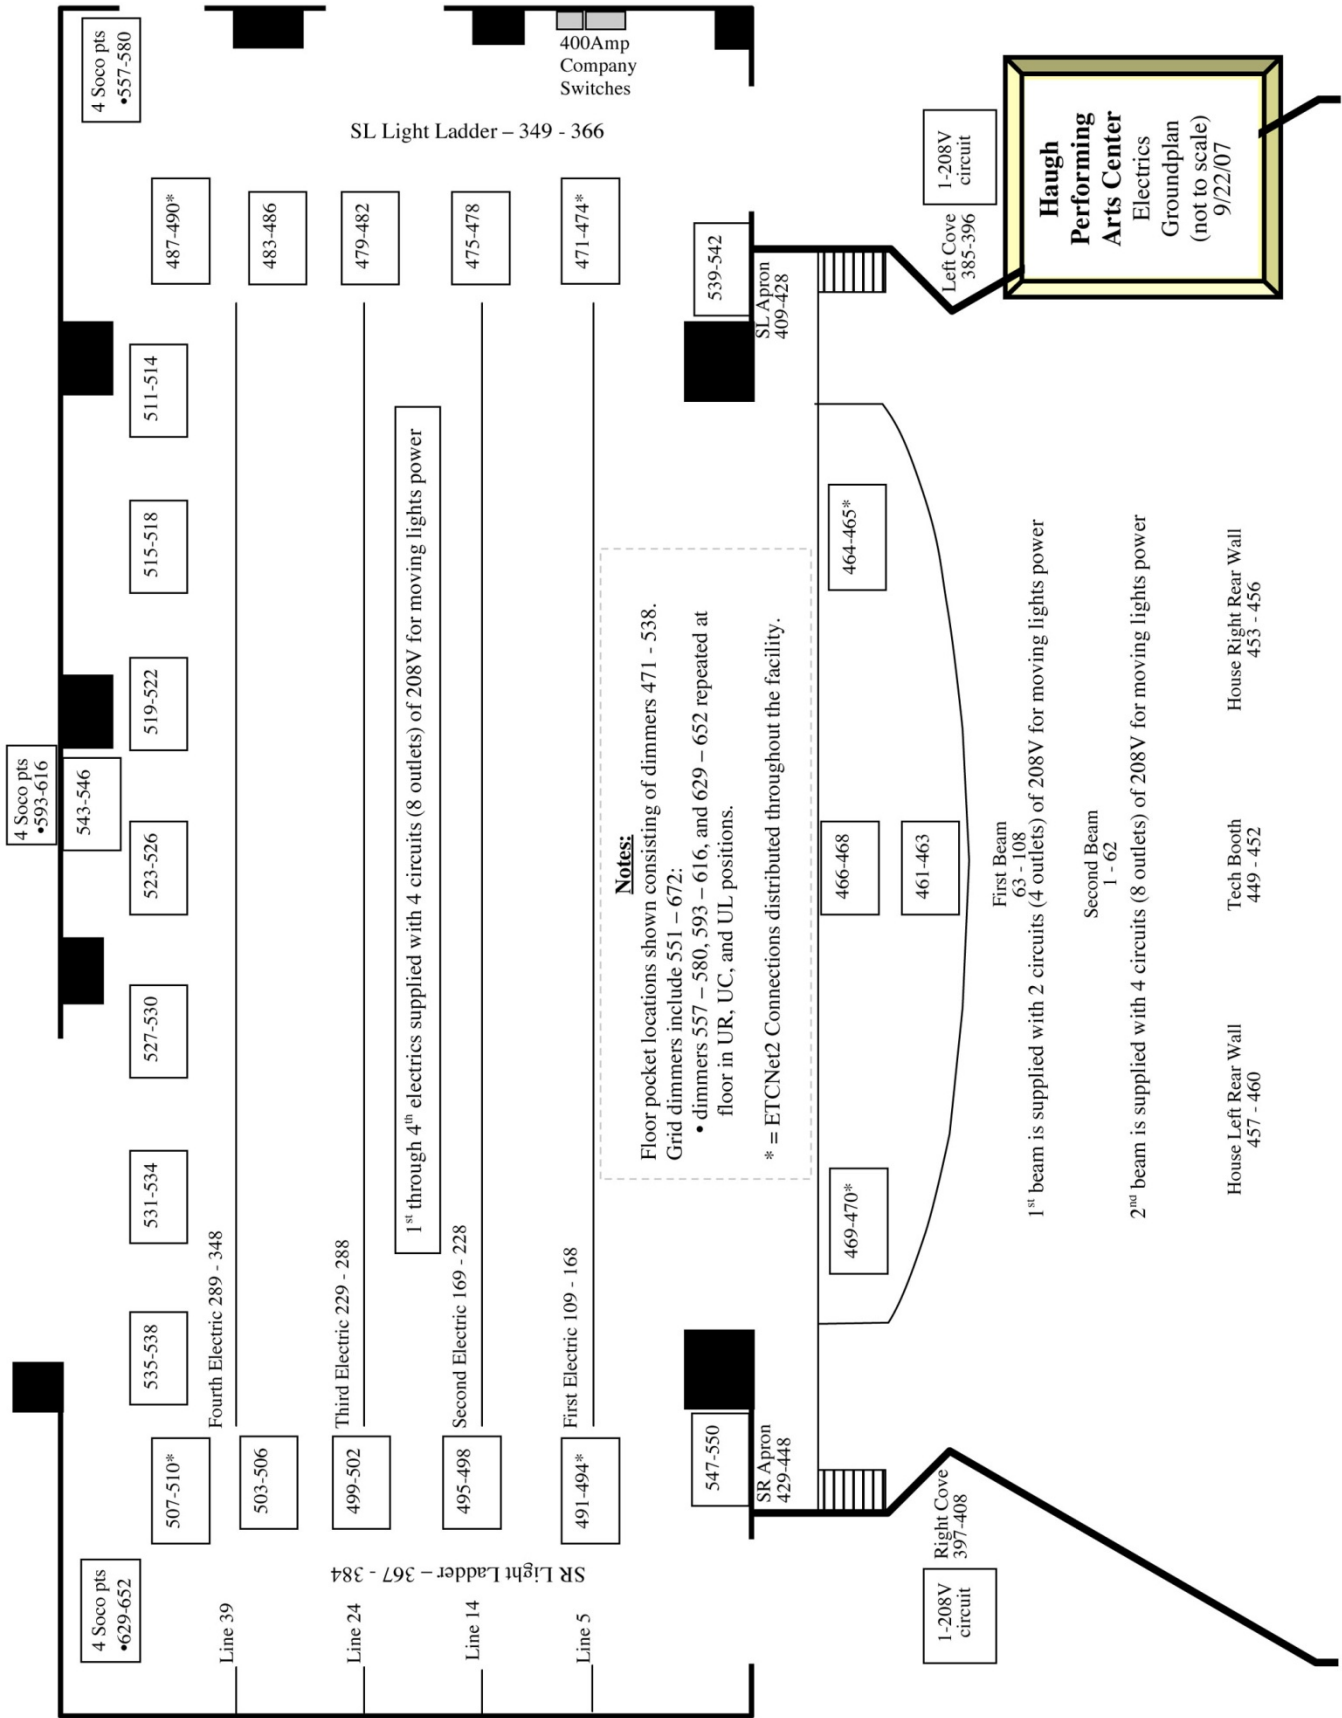 4 Soco pts
•629-652
4 Soco pts
•593-616
543-546
4 Soco pts
•557-580
507-510*
535-538
531-534
527-530
523-526
519-522
515-518
511-514
487-490*
Line 39
503-506
Fourth Electric 289 - 348
483-486
Line 24
499-502
Third Electric 229 - 288
479-482
1st through 4th electrics supplied with 4 circuits (8 outlets) of 208V for moving lights power
Line 14
495-498
Second Electric 169 - 228
475-478
Line 5
491-494*
First Electric 109 - 168
471-474*
SR Light Ladder – 367 - 384
SL Light Ladder – 349 - 366
400Amp
Company
Switches
Notes:
Floor pocket locations shown consisting of dimmers 471 - 538.
Grid dimmers include 551 – 672:
• dimmers 557 – 580, 593 – 616, and 629 – 652 repeated at
floor in UR, UC, and UL positions.
* = ETCNet2 Connections distributed throughout the facility.
547-550
SR Apron
429-448
539-542
SL Apron
409-428
469-470*
466-468
464-465*
461-463
1-208V
circuit
Right Cove
397-408
Left Cove
385-396
1-208V
circuit
First Beam
63 - 108
1st beam is supplied with 2 circuits (4 outlets) of 208V for moving lights power
Second Beam
1 - 62
2nd beam is supplied with 4 circuits (8 outlets) of 208V for moving lights power
House Left Rear Wall
457 - 460
Tech Booth
449 - 452
House Right Rear Wall
453 - 456
Haugh
Performing
Arts Center
Electrics
Groundplan
(not to scale)
9/22/07